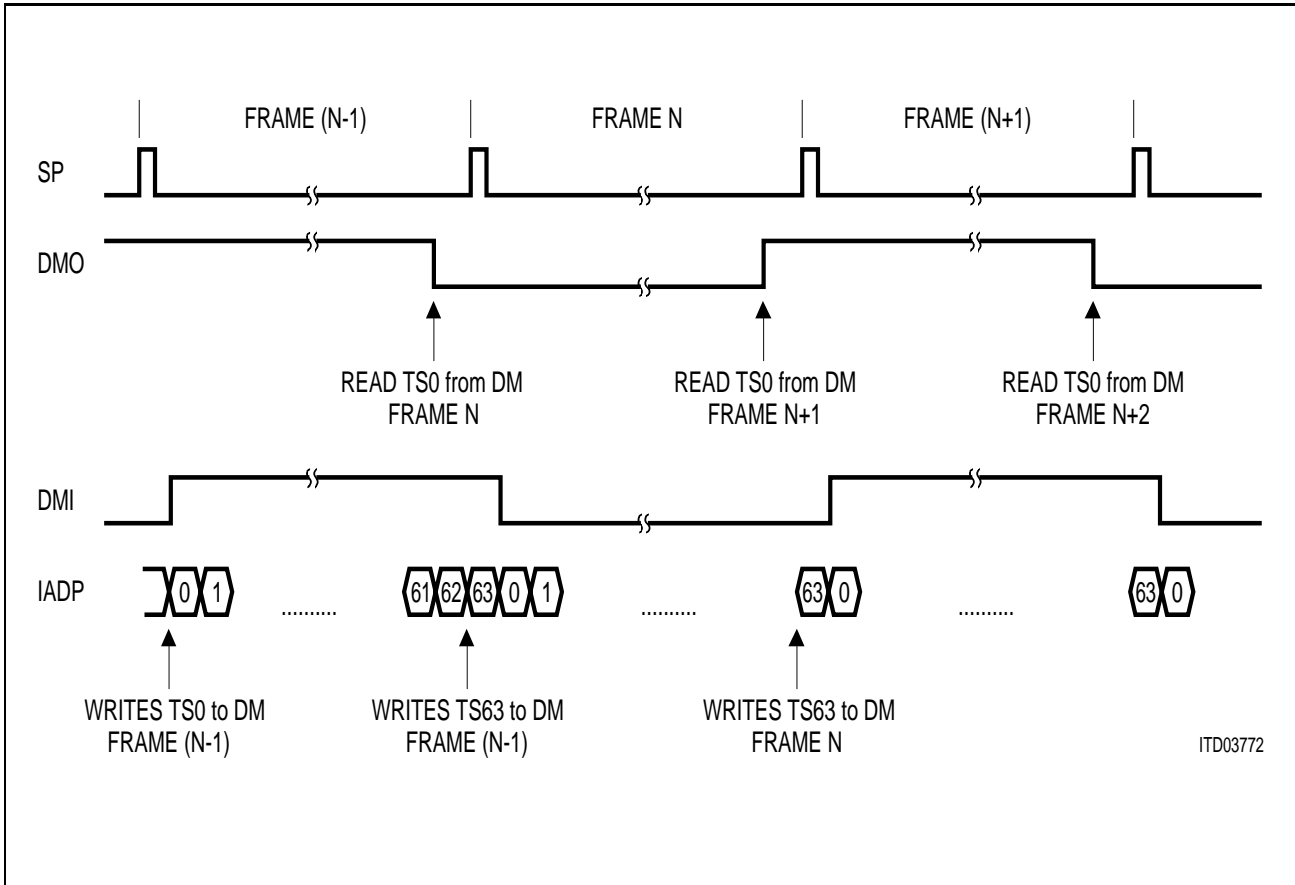 FRAME (N-1) FRAME N FRAME (N+1)
SP
DMO
READ TS0 from DM READ TS0 from DM READ TS0 from DM
FRAME N FRAME N+1 FRAME N+2
DMI
IADP 0 1 .......... 61 62 63 0 1 .......... 63 0 .......... 63 0
WRITES TS0 to DM WRITES TS63 to DM WRITES TS63 to DM
FRAME (N-1) FRAME (N-1) FRAME N
ITD03772